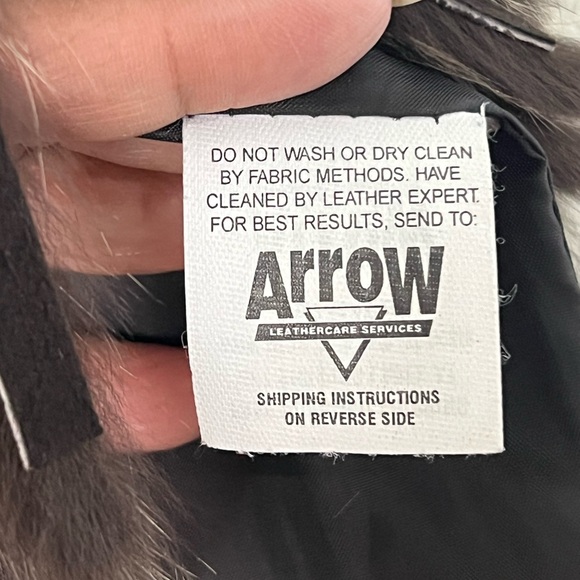 DO NOT WASH OR DRY CLEAN
BY FABRIC METHODS. HAVE
CLEANED BY LEATHER EXPERT.
FOR BEST RESULTS, SEND TO:
Arrow
LEATHERCARE SERVICES
SHIPPING INSTRUCTIONS
ON REVERSE SIDE